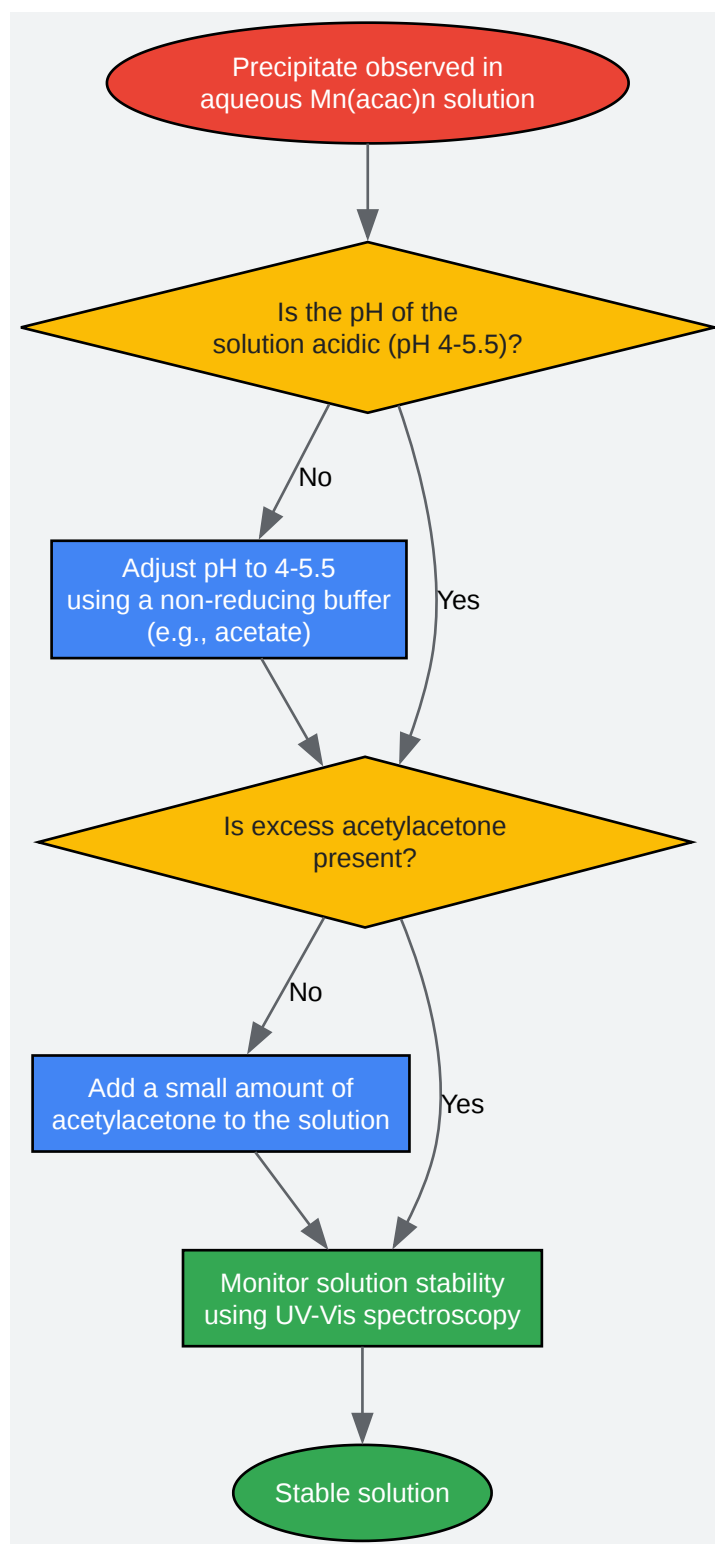 Precipitate observed in
aqueous Mn(acac)n solution
Is the pH of the
solution acidic (pH 4-5.5)?
No
Adjust pH to 4-5.5
using a non-reducing buffer
(e.g., acetate)
Yes
Is excess acetylacetone
present?
No
Add a small amount of
acetylacetone to the solution
Yes
Monitor solution stability
using UV-Vis spectroscopy
Stable solution